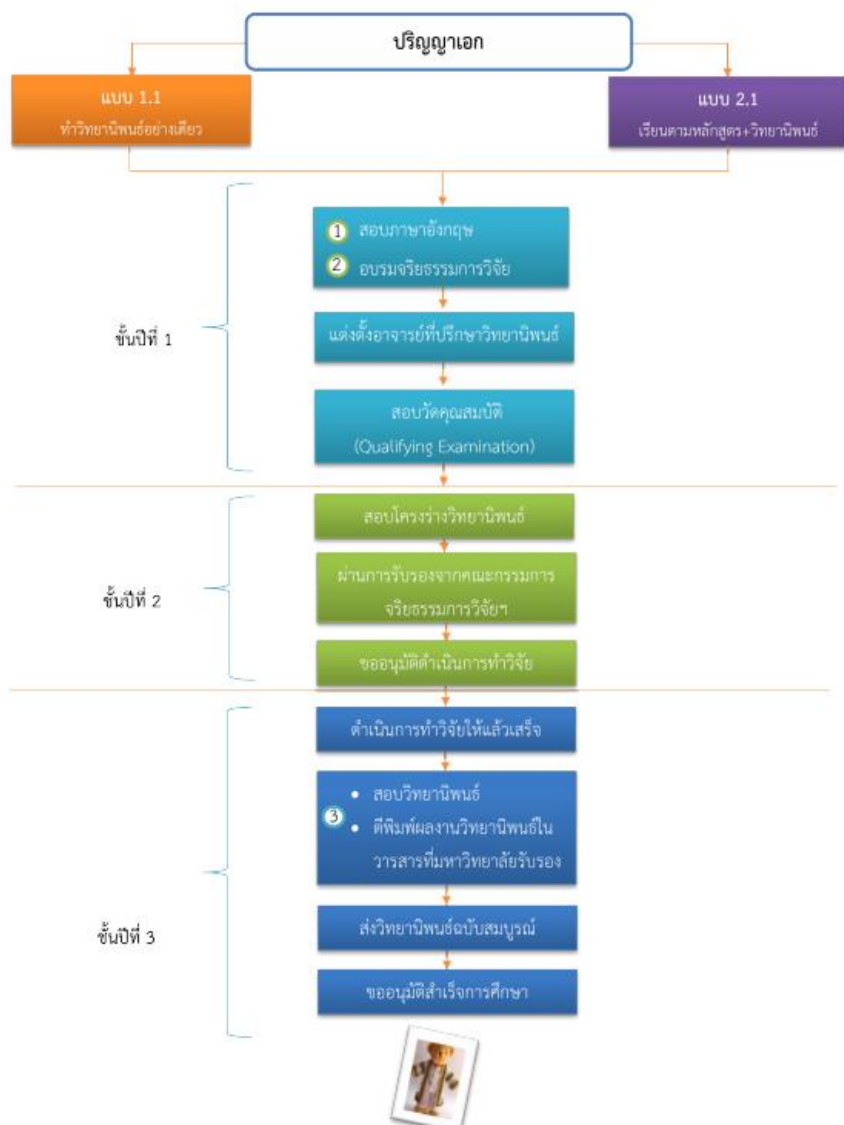 ปริญญาเอก
แบบ 1.1
ทำวิทยานิพนธ์อย่างเดียว
แบบ 2.1
เรียนตามหลักสูตร+วิทยานิพนธ์
ชั้นปีที่ 1
1 สอบภาษาอังกฤษ
2 อบรมจริยธรรมการวิจัย
แต่งตั้งอาจารย์ที่ปรึกษาวิทยานิพนธ์
สอบวัดคุณสมบัติ
(Qualifying Examination)
ชั้นปีที่ 2
สอบโครงร่างวิทยานิพนธ์
ผ่านการรับรองจากคณะกรรมการ
จริยธรรมการวิจัยฯ
ขออนุมัติดำเนินการทำวิจัย
ชั้นปีที่ 3
ดำเนินการทำวิจัยให้แล้วเสร็จ
3
• สอบวิทยานิพนธ์
• ตีพิมพ์ผลงานวิทยานิพนธ์ใน
วารสารที่มหาวิทยาลัยรับรอง
ส่งวิทยานิพนธ์ฉบับสมบูรณ์
ขออนุมัติสำเร็จการศึกษา